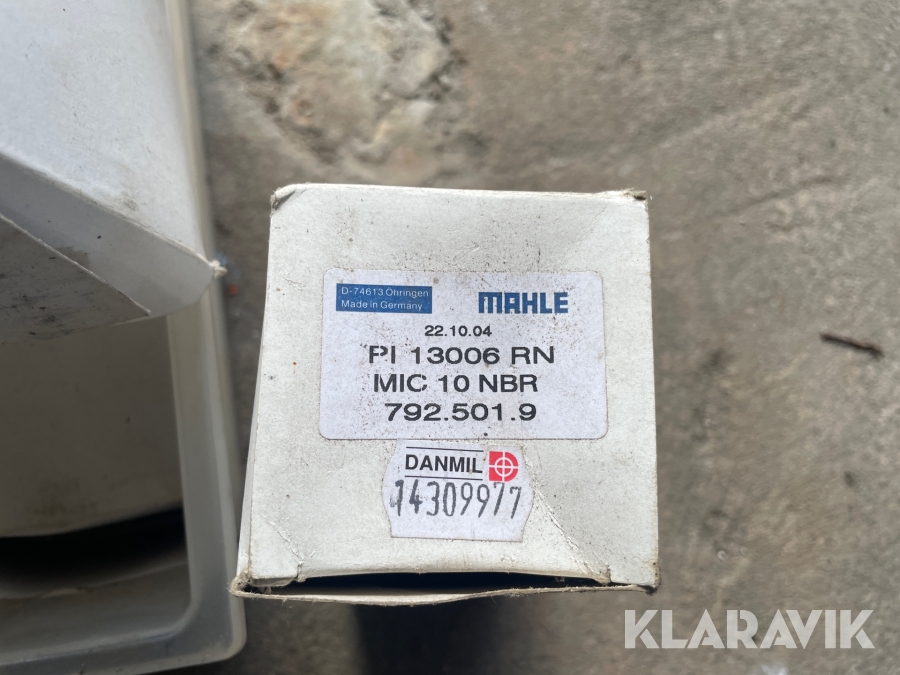 D-74613 Öhringen
Made in Germany
MAHLE
22.10.04
PI 13006 RN
MIC 10 NBR
792.501.9
DANMIL
14309977
KLARAVIK